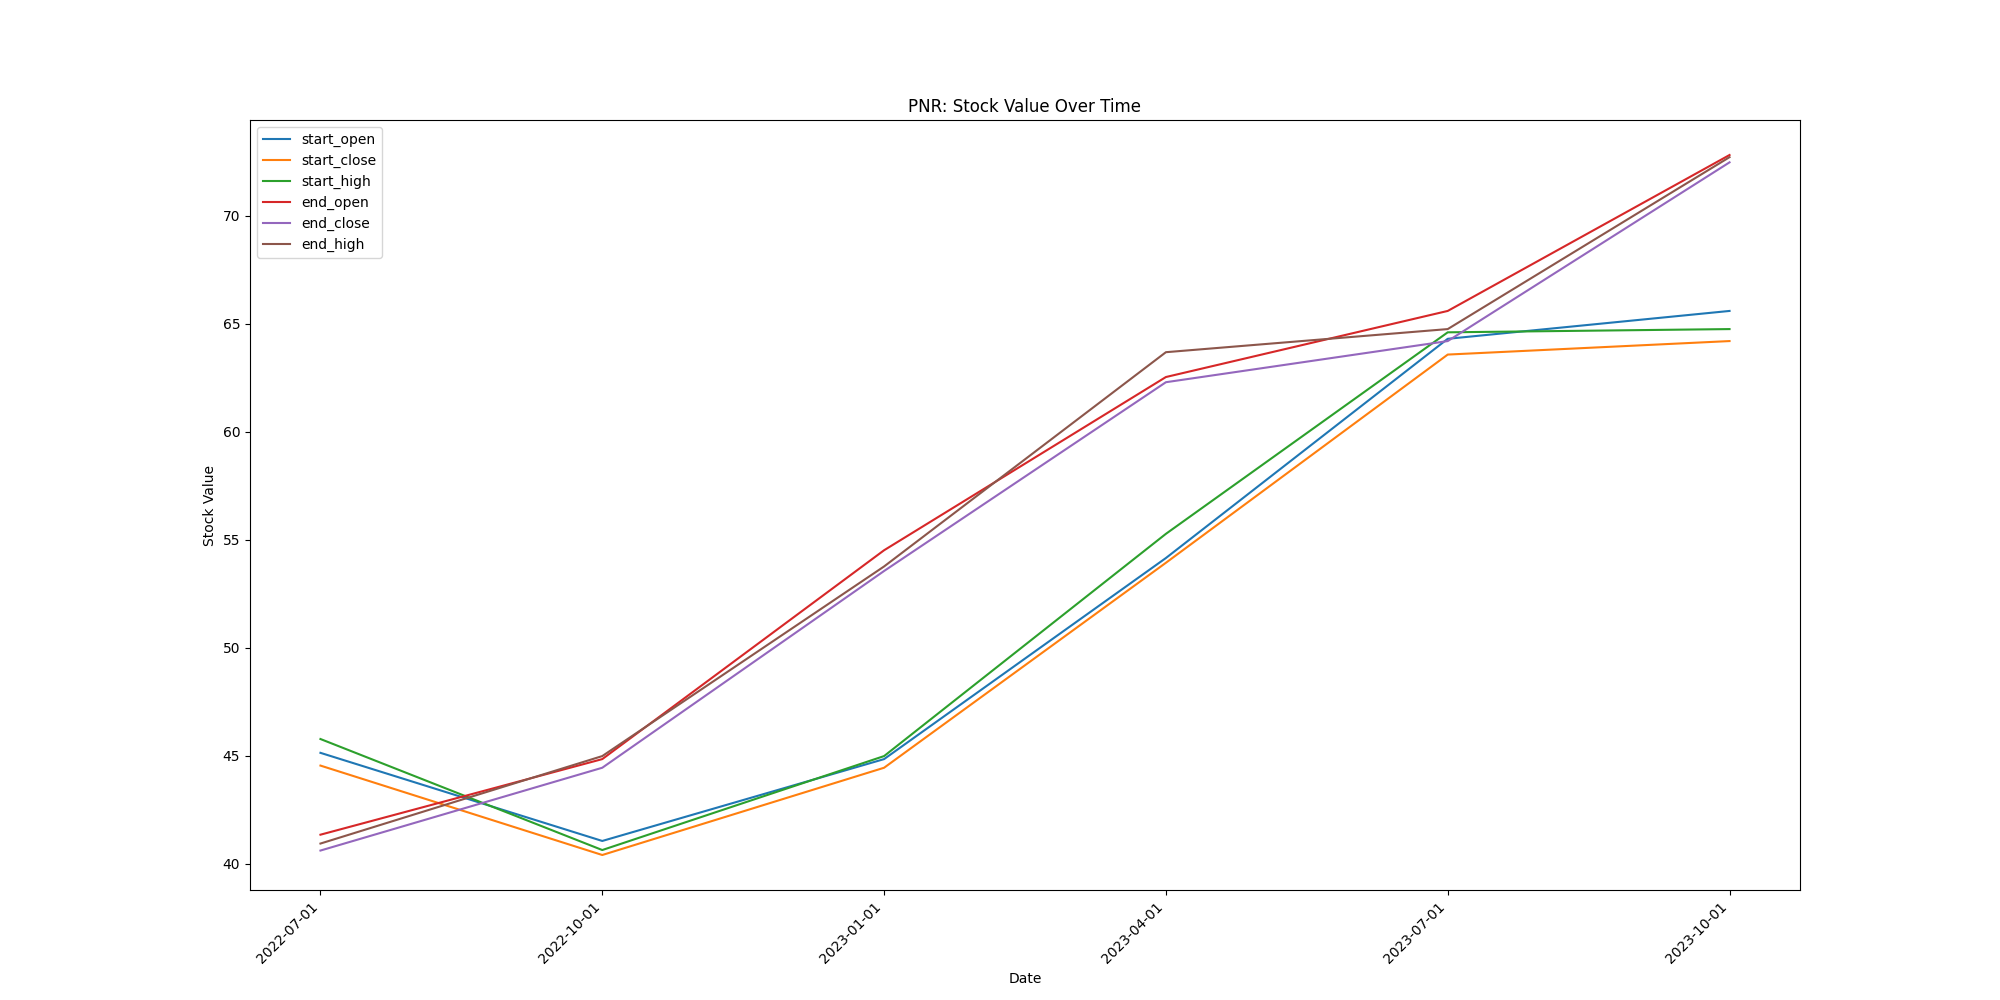 PNR: Stock Value Over Time
start_open
start_close
start_high
end_open
end_close
end_high
70
65
60
55
50
45
40
Stock Value
2022-07-01
2022-10-01
2023-01-01
2023-04-01
2023-07-01
2023-10-01
Date